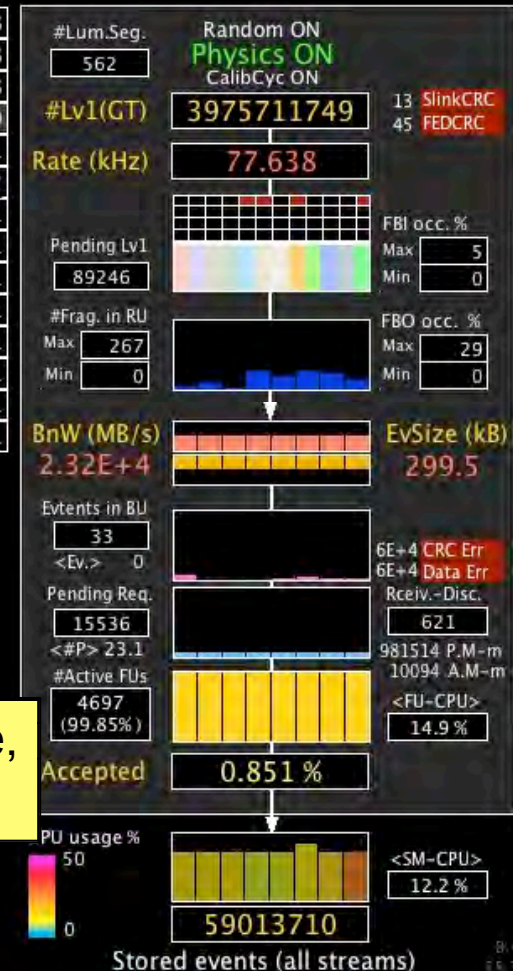 #Lum.Seg.
562
Random ON
Physics ON
CalibCyc ON
#Lv1(GT)
3975711749
13 SlinkCRC
45 FEDCRC
Rate (kHz)
77.638
Pending Lv1
89246
FBI occ. %
Max 5
Min 0
#Frag. in RU
Max 267
Min 0
FBO occ. %
Max 29
Min 0
BnW (MB/s)
2.32E+4
EvSize (kB)
299.5
Evtents in BU
33
<Ev.> 0
6E+4 CRC Err
6E+4 Data Err
Pending Req.
15536
<#P> 23.1
Rceiv.-Disc.
621
981514 P.M-m
10094 A.M-m
#Active FUs
4697
(99.85%)
<FU-CPU>
14.9 %
Accepted
0.851 %
PU usage %
50
0
<SM-CPU>
12.2 %
59013710
Stored events (all streams)